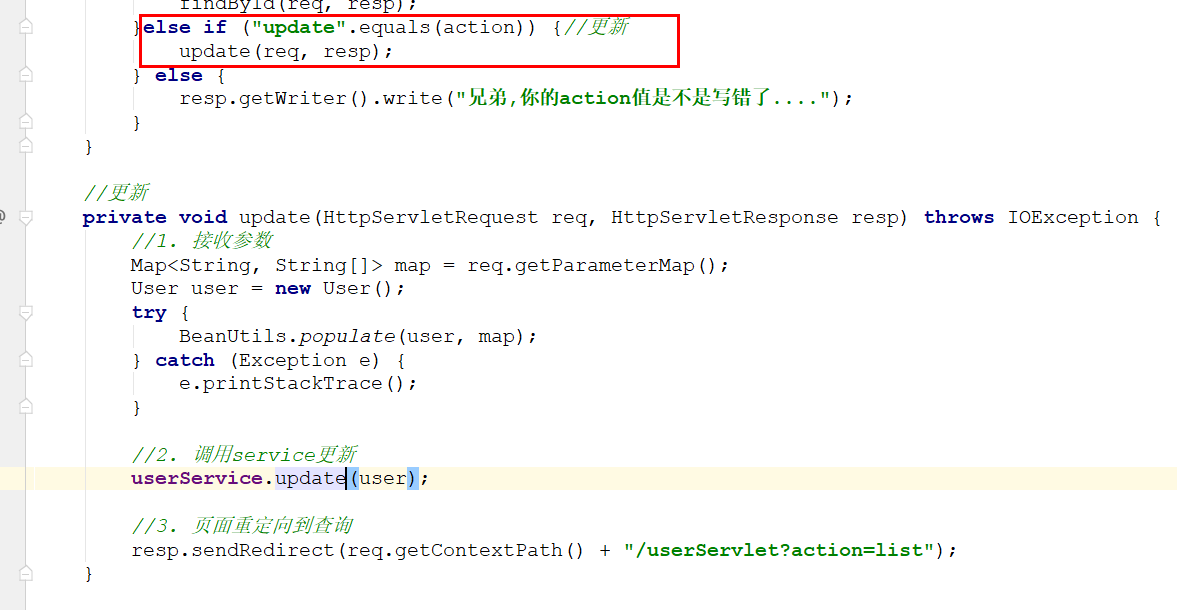 findById(req, resp);
}else if ("update".equals(action)) {//更新
update(req, resp);
} else {
resp.getWriter().write("兄弟,你的action值是不是写错了....");
}
}
//更新
private void update(HttpServletRequest req, HttpServletResponse resp) throws IOException {
//1. 接收参数
Map<String, String[]> map = req.getParameterMap();
User user = new User();
try {
BeanUtils.populate(user, map);
} catch (Exception e) {
e.printStackTrace();
}
//2. 调用service更新
userService.update(user);
//3. 页面重定向到查询
resp.sendRedirect(req.getContextPath() + "/userServlet?action=list");
}